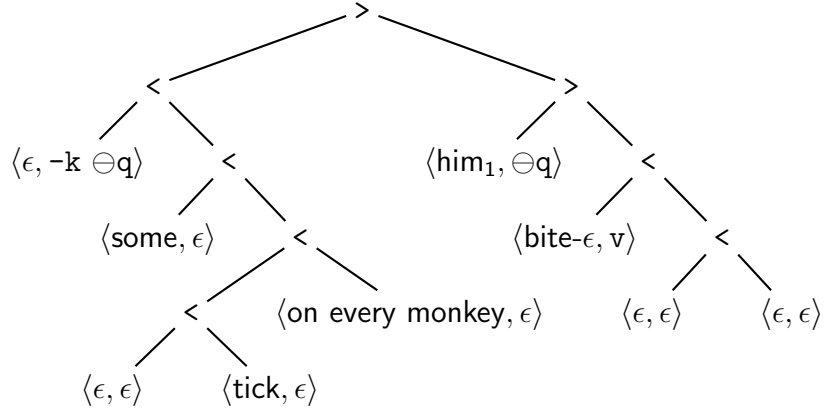 >
< >
⟨ϵ, -k ⊖q⟩ < ⟨him₁, ⊖q⟩ <
⟨some, ϵ⟩ < ⟨bite-ϵ, v⟩ <
< ⟨on every monkey, ϵ⟩ ⟨ϵ, ϵ⟩ ⟨ϵ, ϵ⟩
⟨ϵ, ϵ⟩ ⟨tick, ϵ⟩